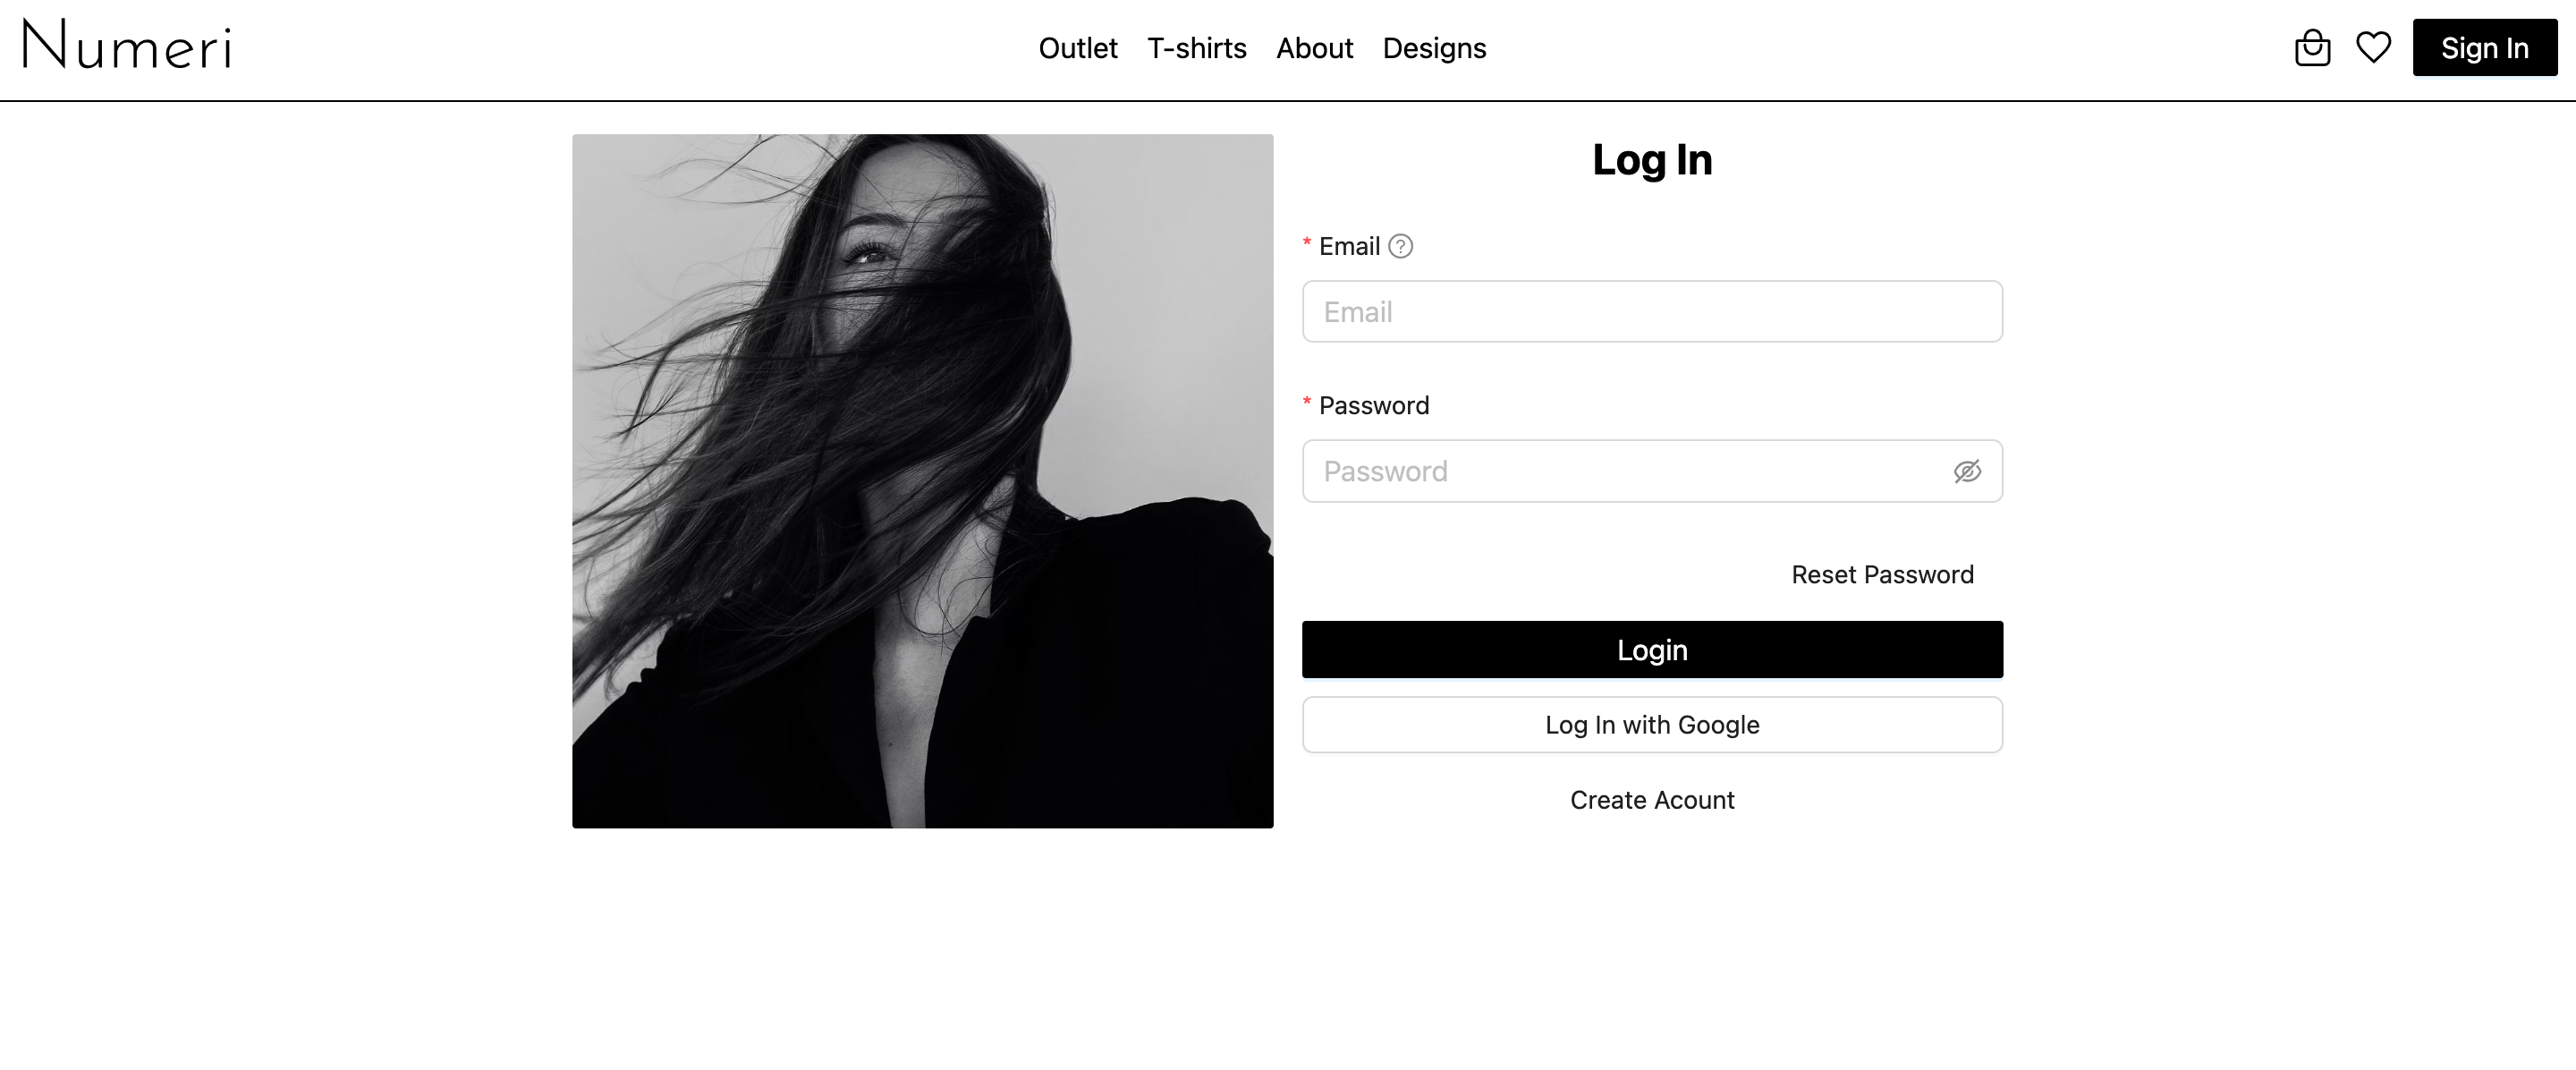 Numeri
Outlet T-shirts About Designs
Sign In
Log In
* Email ?
Email
* Password
Password
Reset Password
Login
Log In with Google
Create Acount